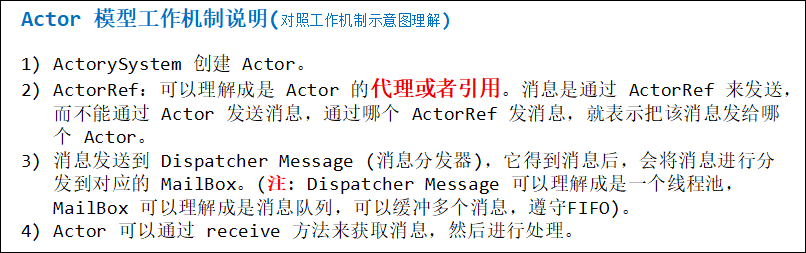 Actor 模型工作机制说明(对照工作机制示意图理解)
1) ActorySystem 创建 Actor。
2) ActorRef: 可以理解成是 Actor 的代理或者引用。消息是通过 ActorRef 来发送,
而不能通过 Actor 发送消息，通过哪个 ActorRef 发消息，就表示把该消息发给哪
个 Actor。
3) 消息发送到 Dispatcher Message (消息分发器)，它得到消息后，会将消息进行分
发到对应的 MailBox。(注: Dispatcher Message 可以理解成是一个线程池,
MailBox 可以理解成是消息队列，可以缓冲多个消息，遵守FIFO)。
4) Actor 可以通过 receive 方法来获取消息，然后进行处理。